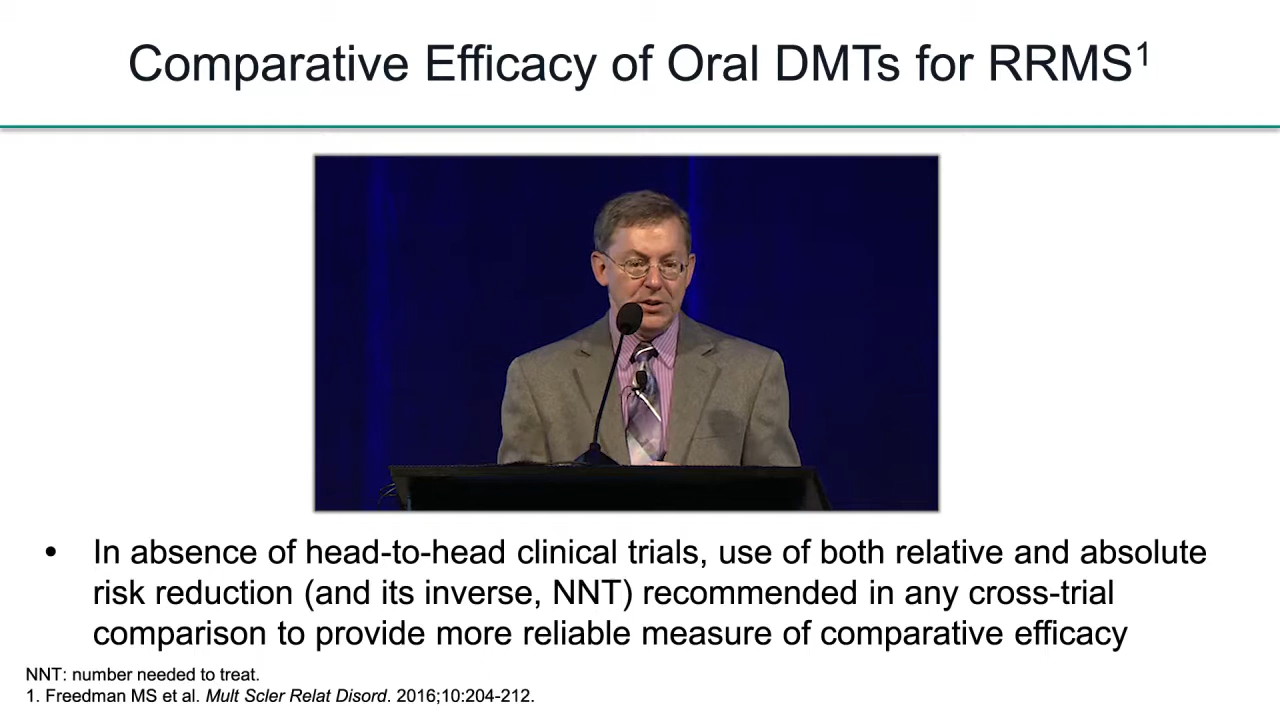 Comparative Efficacy of Oral DMTs for RRMS¹
• In absence of head-to-head clinical trials, use of both relative and absolute
risk reduction (and its inverse, NNT) recommended in any cross-trial
comparison to provide more reliable measure of comparative efficacy
NNT: number needed to treat.
1. Freedman MS et al. Mult Scler Relat Disord. 2016;10:204-212.